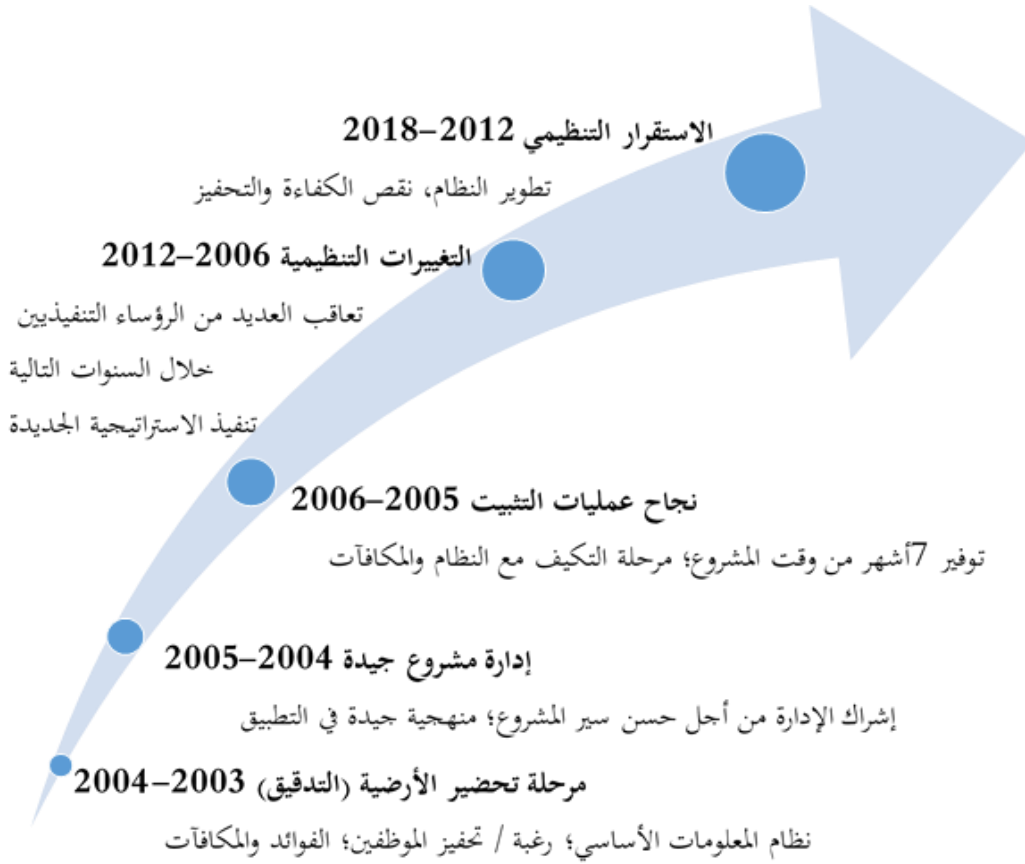 الاستقرار التنظيمي 2012–2018
تطوير النظام، نقص الكفاءة والتحفيز
التغييرات التنظيمية 2006–2012
تعاقب العديد من الرؤساء التنفيذيين
خلال السنوات التالية
تنفيذ الاستراتيجية الجديدة
نجاح عمليات التثبيت 2005–2006
توفير 7أشهر من وقت المشروع؛ مرحلة التكيف مع النظام والمكافآت
إدارة مشروع جيدة 2004–2005
إشراك الإدارة من أجل حسن سير المشروع؛ منهجية جيدة في التطبيق
مرحلة تحضير الأرضية (التدقيق) 2003–2004
نظام المعلومات الأساسي؛ رغبة / تحفيز الموظفين؛ الفوائد والمكافآت